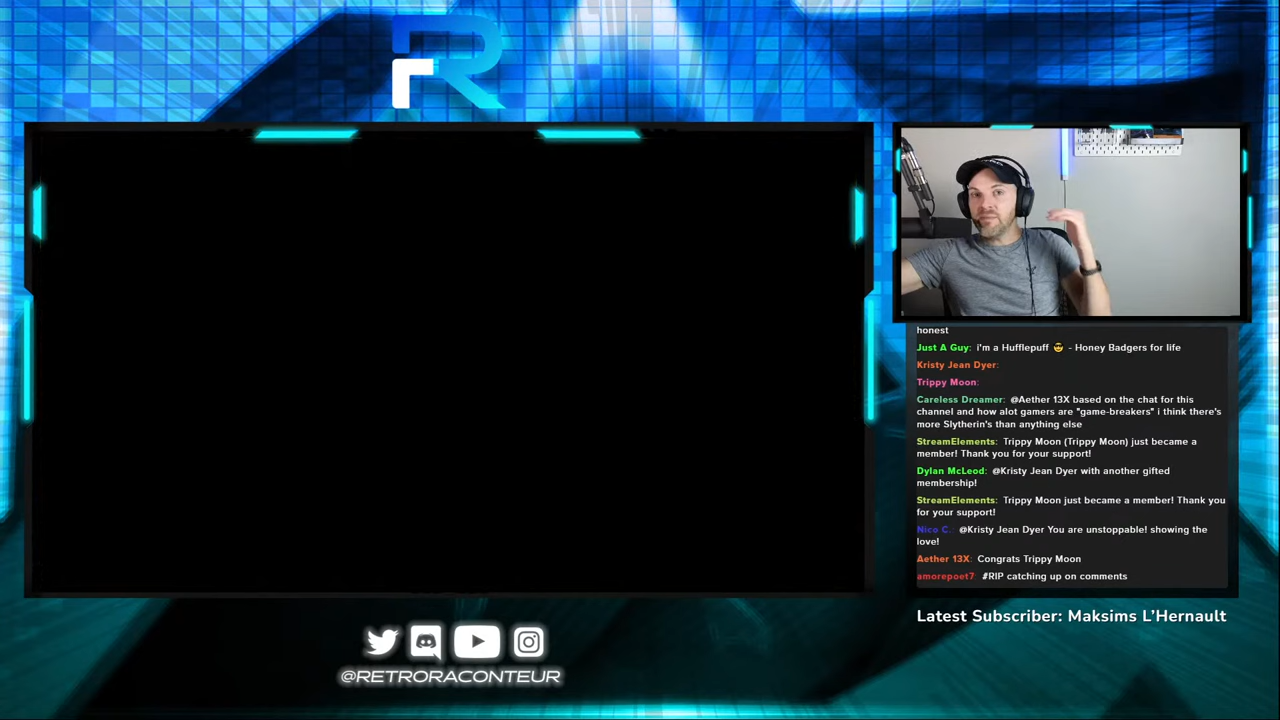 honest
Just A Guy: i'm a Hufflepuff 😎 - Honey Badgers for life
Kristy Jean Dyer:
Trippy Moon:
Careless Dreamer: @Aether 13X based on the chat for this
channel and how alot gamers are "game-breakers" i think there's
more Slytherin's than anything else
StreamElements: Trippy Moon (Trippy Moon) just became a
member! Thank you for your support!
Dylan McLeod: @Kristy Jean Dyer with another gifted
membership!
StreamElements: Trippy Moon just became a member! Thank you
for your support!
Nico C.: @Kristy Jean Dyer You are unstoppable! showing the
love!
Aether 13X: Congrats Trippy Moon
amorepoet7: #RIP catching up on comments
Latest Subscriber: Maksims L'Hernault
@RETRORACONTEUR